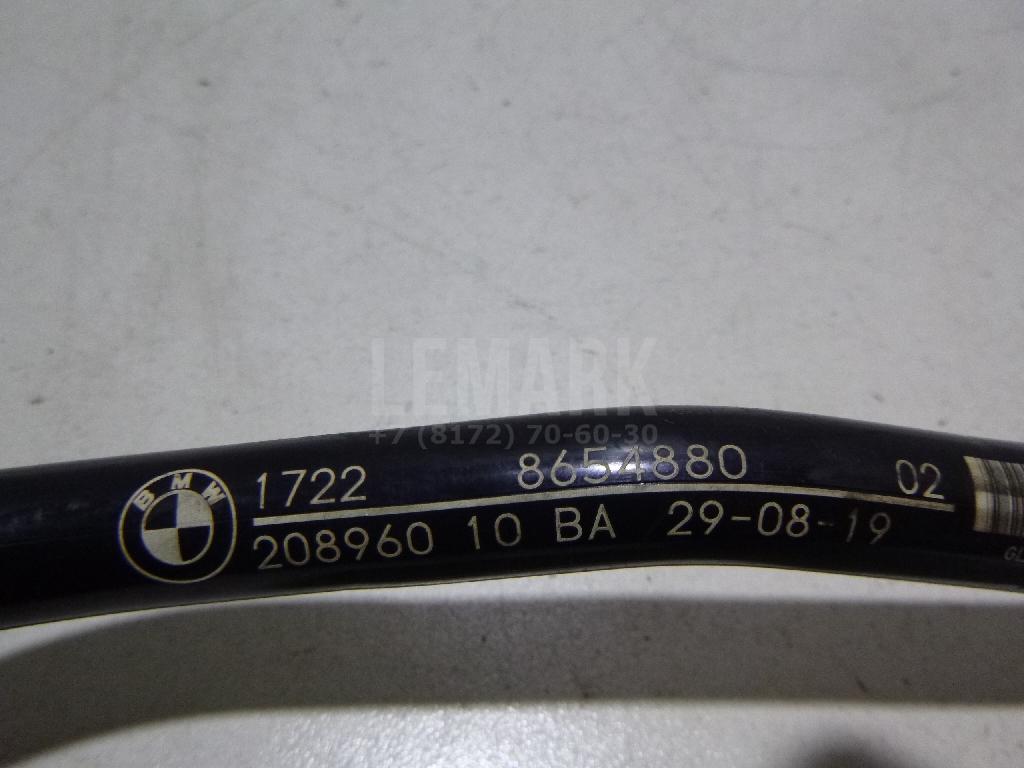 LEMARK
+7 (8172) 70-60-30
BMW
1722 8654880 02
208960 10 BA 29-08-19